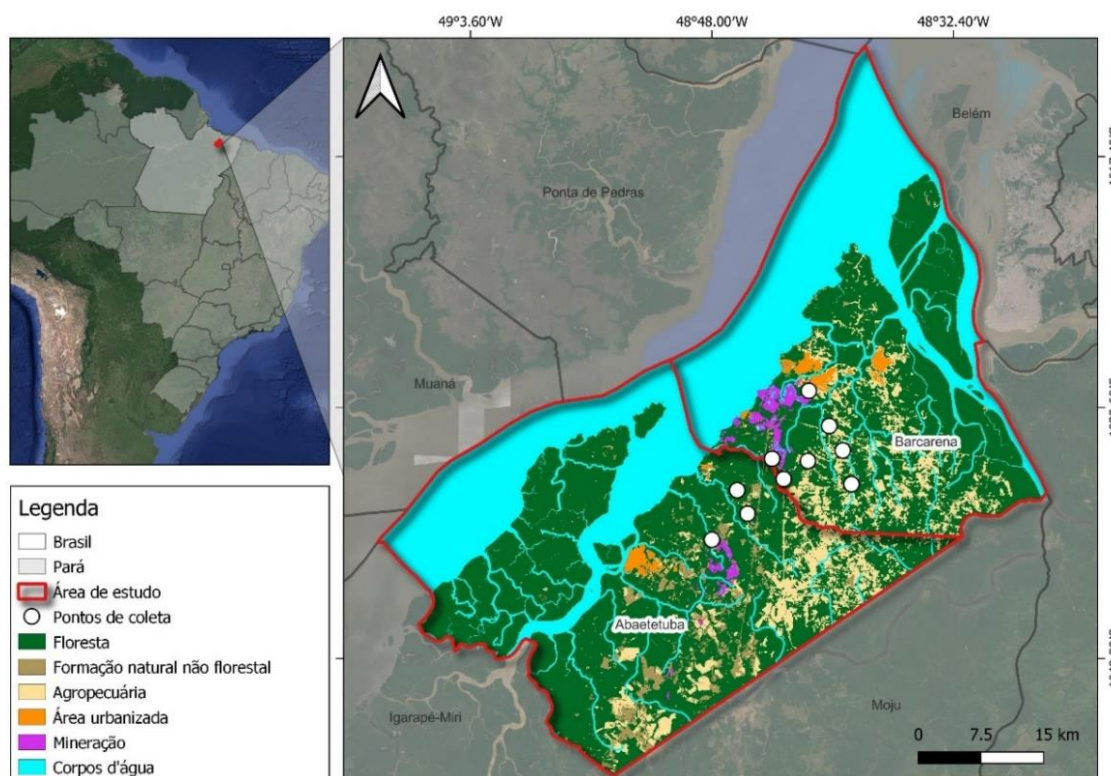 49°3.60'W
48°48.00'W
48°32.40'W
Belém
Ponta de Pedras
Muaná
Barcarena
Abaetetuba
Igarapé-Miri
Moju
0 7.5 15 km
Legenda
Brasil
Pará
Área de estudo
Pontos de coleta
Floresta
Formação natural não florestal
Agropecuária
Área urbanizada
Mineração
Corpos d'água